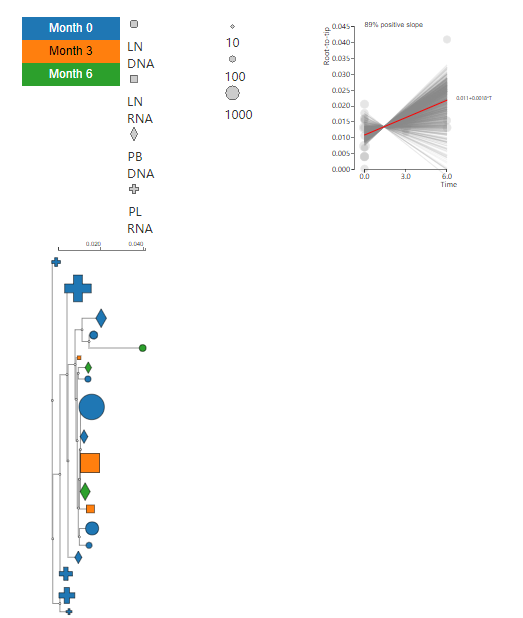 Month 0
Month 3
Month 6
LN
DNA
LN
RNA
PB
DNA
PL
RNA
10
100
1000
89% positive slope
Root-to-tip
0.045
0.040
0.035
0.030
0.025
0.020
0.015
0.010
0.005
0.000
0.0
3.0
6.0
Time
0.011+0.0018*T
0.020
0.040